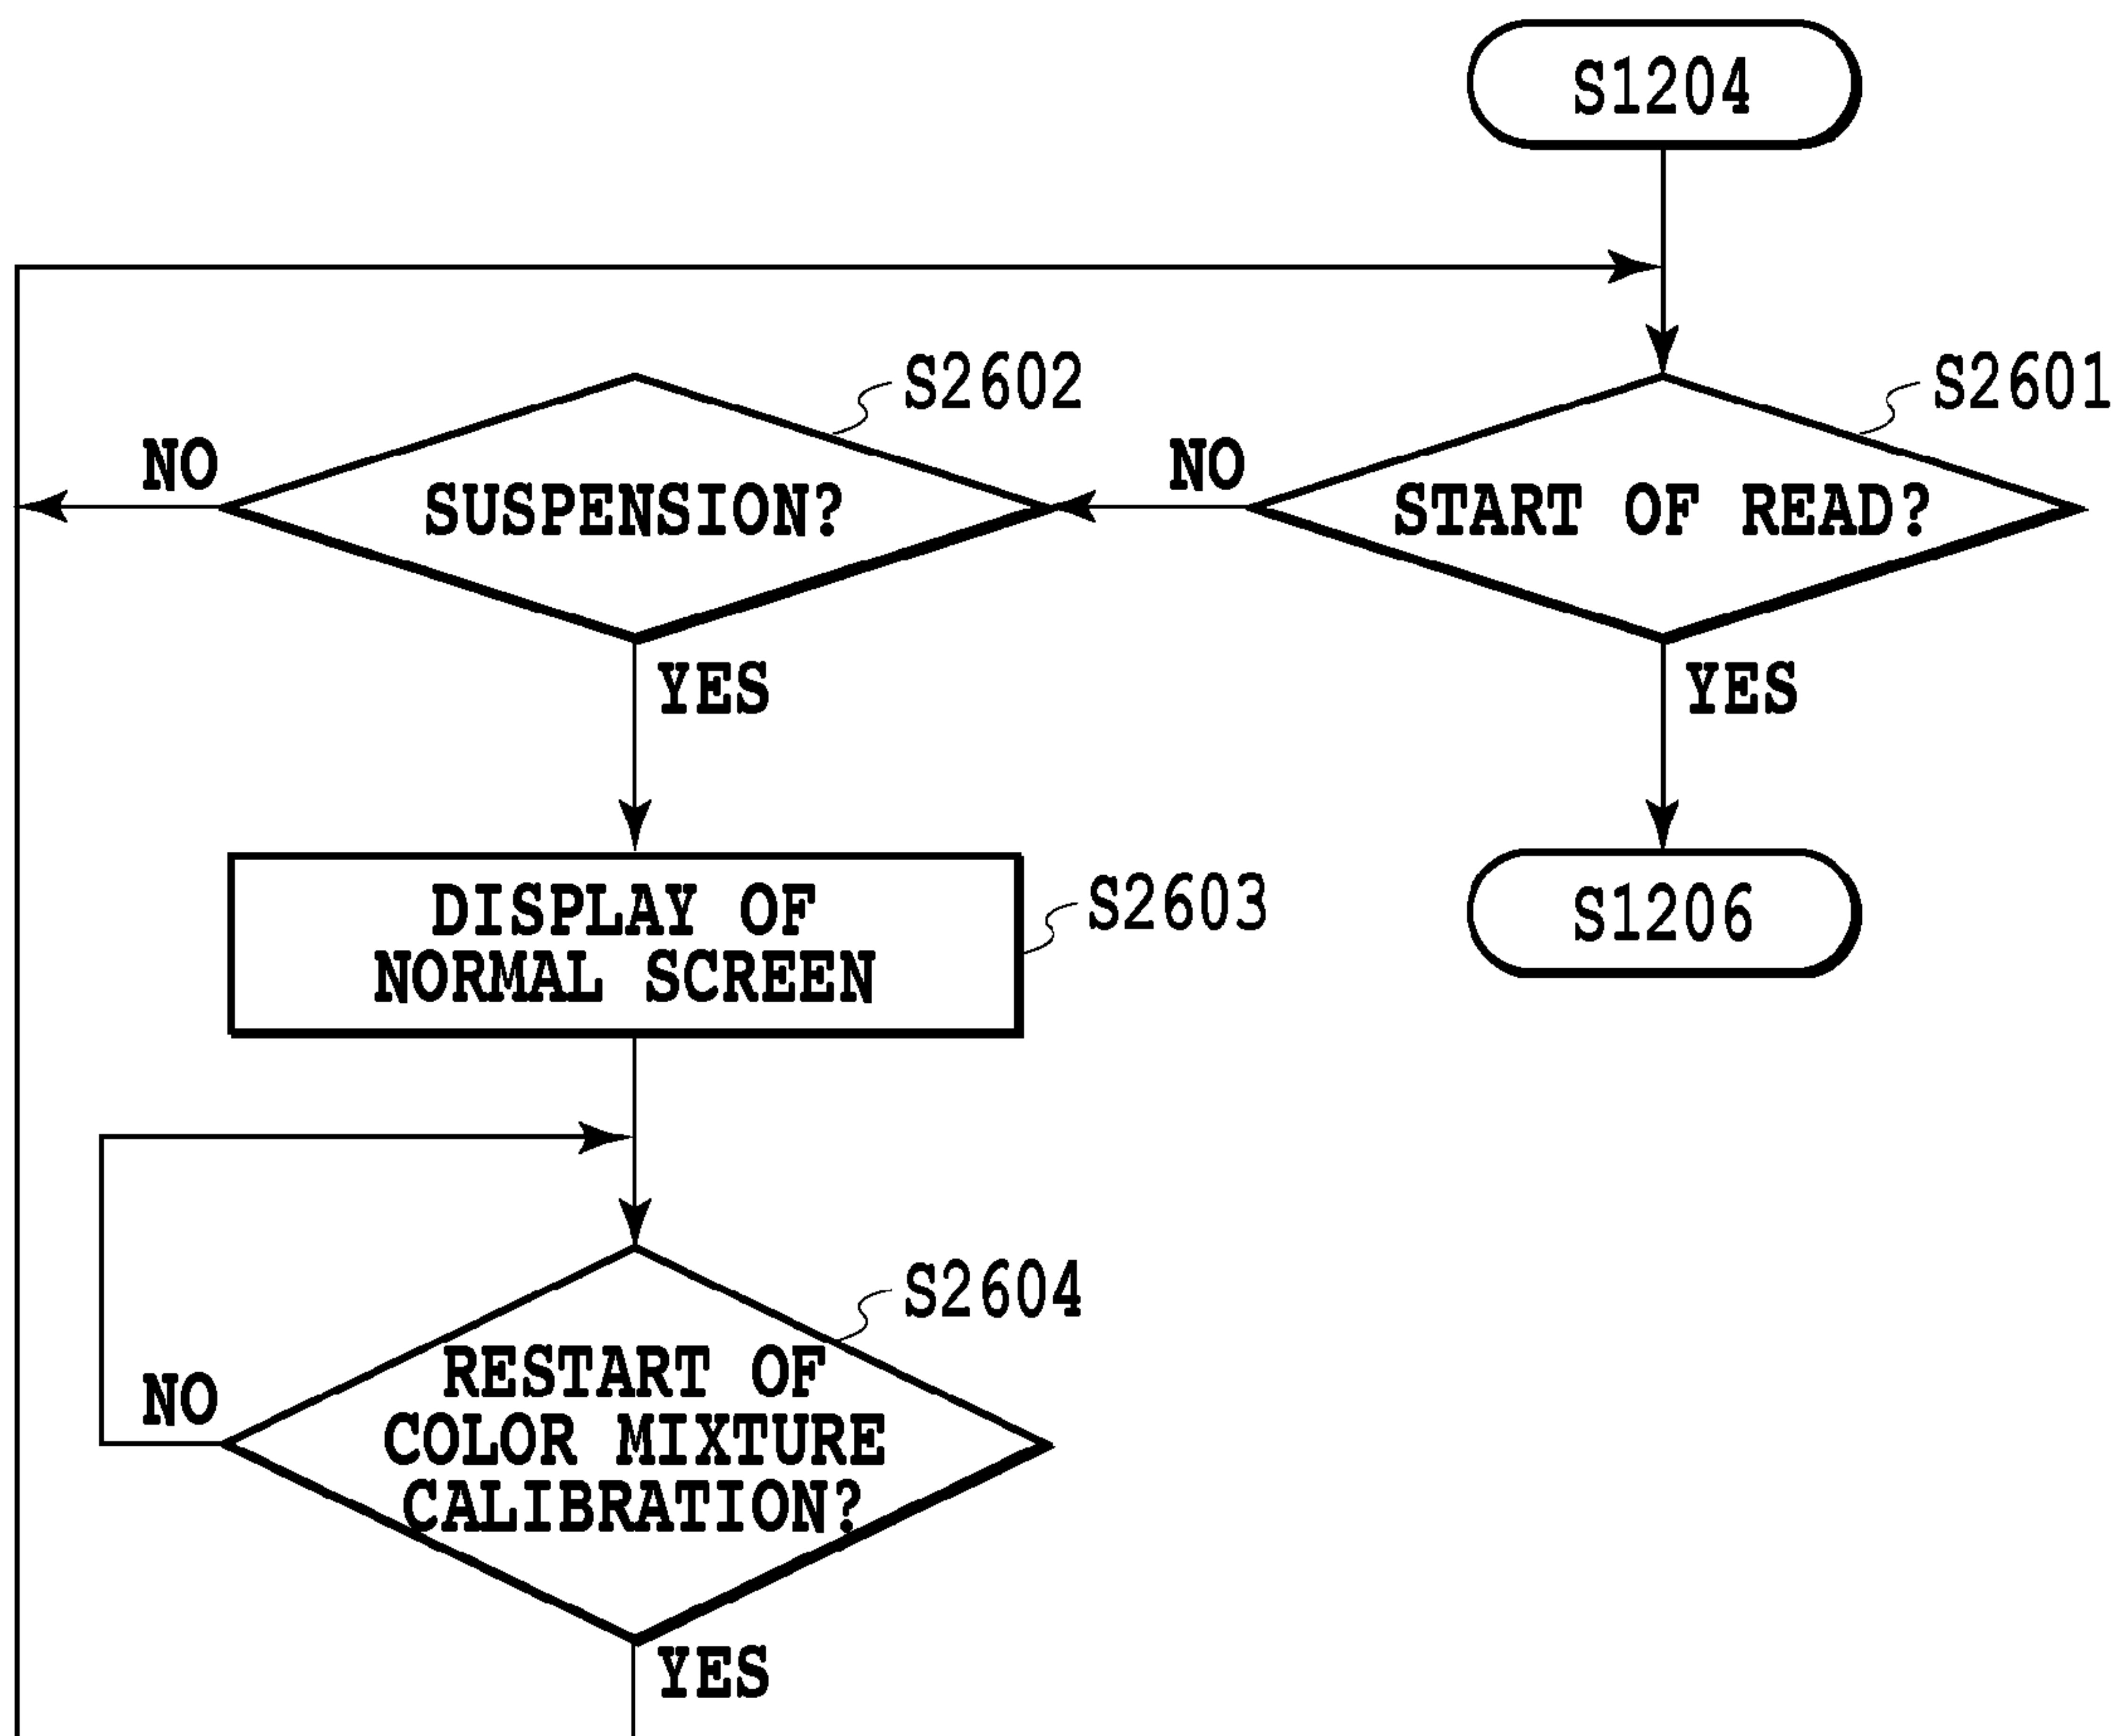 S1204
S2602
S2601
NO
SUSPENSION?
NO
START OF READ?
YES
YES
DISPLAY OF
NORMAL SCREEN
S2603
S1206
S2604
NO
RESTART OF
COLOR MIXTURE
CALIBRATION?
YES